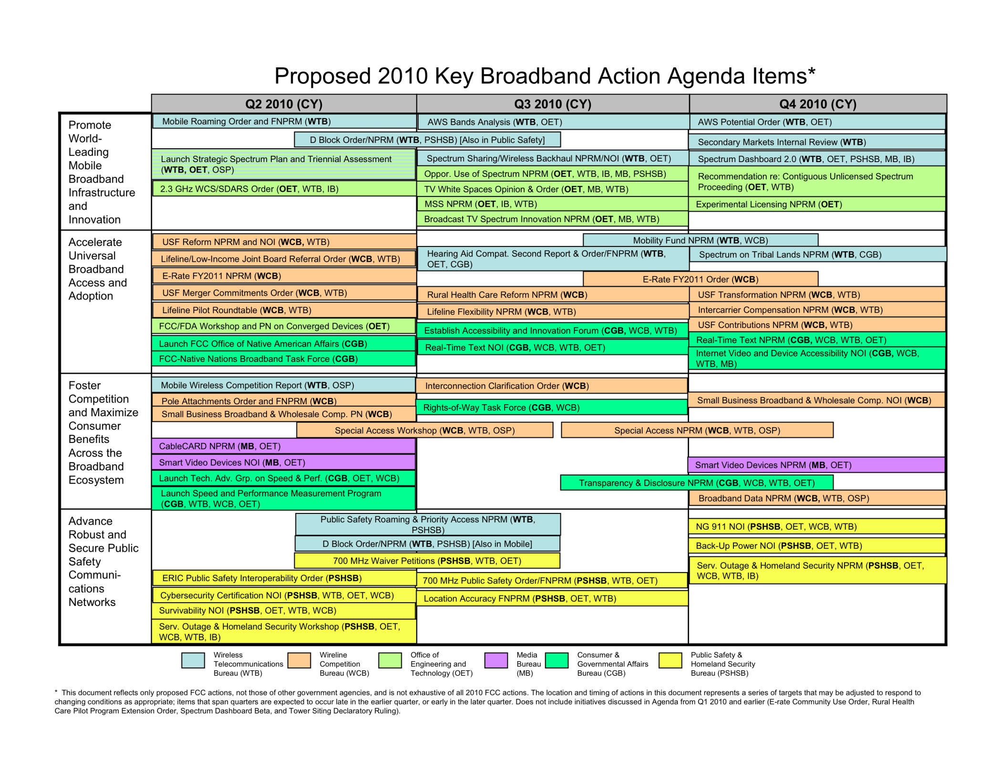 Proposed 2010 Key Broadband Action Agenda Items*
Q2 2010 (CY)
Q3 2010 (CY)
Q4 2010 (CY)
Promote
World-
Leading
Mobile
Broadband
Infrastructure
and
Innovation
Mobile Roaming Order and FNPRM (WTB)
AWS Bands Analysis (WTB, OET)
AWS Potential Order (WTB, OET)
D Block Order/NPRM (WTB, PSHSB) [Also in Public Safety]
Secondary Markets Internal Review (WTB)
Launch Strategic Spectrum Plan and Triennial Assessment
(WTB, OET, OSP)
Spectrum Sharing/Wireless Backhaul NPRM/NOI (WTB, OET)
Spectrum Dashboard 2.0 (WTB, OET, PSHSB, MB, IB)
Oppor. Use of Spectrum NPRM (OET, WTB, IB, MB, PSHSB)
Recommendation re: Contiguous Unlicensed Spectrum
Proceeding (OET, WTB)
2.3 GHz WCS/SDARS Order (OET, WTB, IB)
TV White Spaces Opinion & Order (OET, MB, WTB)
MSS NPRM (OET, IB, WTB)
Experimental Licensing NPRM (OET)
Broadcast TV Spectrum Innovation NPRM (OET, MB, WTB)
Accelerate
Universal
Broadband
Access and
Adoption
USF Reform NPRM and NOI (WCB, WTB)
Mobility Fund NPRM (WTB, WCB)
Lifeline/Low-Income Joint Board Referral Order (WCB, WTB)
Hearing Aid Compat. Second Report & Order/FNPRM (WTB,
OET, CGB)
Spectrum on Tribal Lands NPRM (WTB, CGB)
E-Rate FY2011 NPRM (WCB)
E-Rate FY2011 Order (WCB)
USF Merger Commitments Order (WCB, WTB)
Rural Health Care Reform NPRM (WCB)
USF Transformation NPRM (WCB, WTB)
Lifeline Pilot Roundtable (WCB, WTB)
Lifeline Flexibility NPRM (WCB, WTB)
Intercarrier Compensation NPRM (WCB, WTB)
FCC/FDA Workshop and PN on Converged Devices (OET)
Establish Accessibility and Innovation Forum (CGB, WCB, WTB)
USF Contributions NPRM (WCB, WTB)
Launch FCC Office of Native American Affairs (CGB)
Real-Time Text NOI (CGB, WCB, WTB, OET)
Real-Time Text NPRM (CGB, WCB, WTB, OET)
FCC-Native Nations Broadband Task Force (CGB)
Internet Video and Device Accessibility NOI (CGB, WCB,
WTB, MB)
Foster
Competition
and Maximize
Consumer
Benefits
Across the
Broadband
Ecosystem
Mobile Wireless Competition Report (WTB, OSP)
Interconnection Clarification Order (WCB)
Pole Attachments Order and FNPRM (WCB)
Small Business Broadband & Wholesale Comp. NOI (WCB)
Small Business Broadband & Wholesale Comp. PN (WCB)
Rights-of-Way Task Force (CGB, WCB)
Special Access Workshop (WCB, WTB, OSP)
Special Access NPRM (WCB, WTB, OSP)
CableCARD NPRM (MB, OET)
Smart Video Devices NOI (MB, OET)
Smart Video Devices NPRM (MB, OET)
Launch Tech. Adv. Grp. on Speed & Perf. (CGB, OET, WCB)
Transparency & Disclosure NPRM (CGB, WCB, WTB, OET)
Launch Speed and Performance Measurement Program
(CGB, WTB, WCB, OET)
Broadband Data NPRM (WCB, WTB, OSP)
Advance
Robust and
Secure Public
Safety
Communi-
cations
Networks
Public Safety Roaming & Priority Access NPRM (WTB,
PSHSB)
NG 911 NOI (PSHSB, OET, WCB, WTB)
D Block Order/NPRM (WTB, PSHSB) [Also in Mobile]
Back-Up Power NOI (PSHSB, OET, WTB)
700 MHz Waiver Petitions (PSHSB, WTB, OET)
Serv. Outage & Homeland Security NPRM (PSHSB, OET,
WCB, WTB, IB)
ERIC Public Safety Interoperability Order (PSHSB)
700 MHz Public Safety Order/FNPRM (PSHSB, WTB, OET)
Cybersecurity Certification NOI (PSHSB, WTB, OET, WCB)
Location Accuracy FNPRM (PSHSB, OET, WTB)
Survivability NOI (PSHSB, OET, WTB, WCB)
Serv. Outage & Homeland Security Workshop (PSHSB, OET,
WCB, WTB, IB)
Wireless
Telecommunications
Bureau (WTB)
Wireline
Competition
Bureau (WCB)
Office of
Engineering and
Technology (OET)
Media
Bureau
(MB)
Consumer &
Governmental Affairs
Bureau (CGB)
Public Safety &
Homeland Security
Bureau (PSHSB)
* This document reflects only proposed FCC actions, not those of other government agencies, and is not exhaustive of all 2010 FCC actions. The location and timing of actions in this document represents a series of targets that may be adjusted to respond to
changing conditions as appropriate; items that span quarters are expected to occur late in the earlier quarter, or early in the later quarter. Does not include initiatives discussed in Agenda from Q1 2010 and earlier (E-rate Community Use Order, Rural Health
Care Pilot Program Extension Order, Spectrum Dashboard Beta, and Tower Siting Declaratory Ruling).